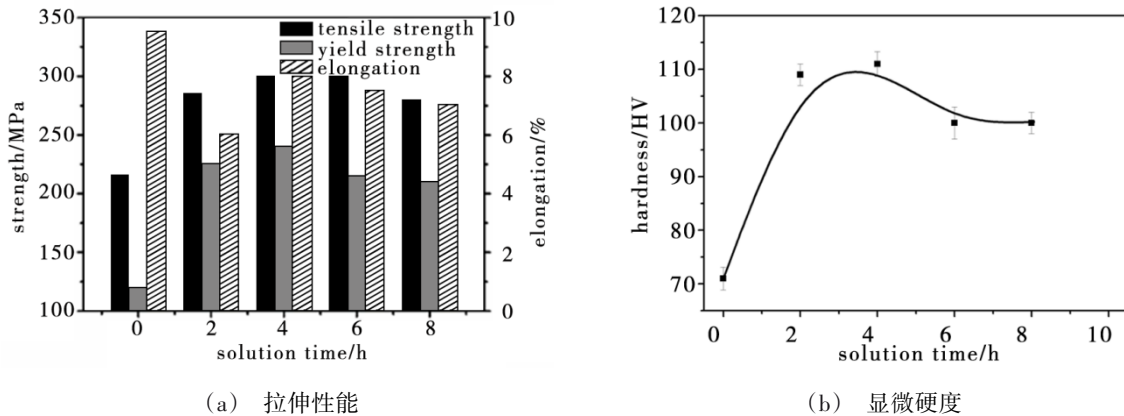 350
300
250
200
150
100
strength/MPa
tensile strength
yield strength
elongation
10
8
6
4
2
0
elongation/%
0 2 4 6 8
solution time/h
(a) 拉伸性能
120
110
100
90
80
70
hardness/HV
0 2 4 6 8 10
solution time/h
(b) 显微硬度